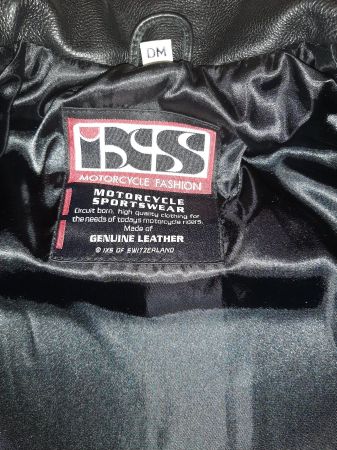 DM
iXS
MOTORCYCLE FASHION
MOTORCYCLE
SPORTSWEAR
Circuit born, high quality clothing for
the needs of todays motorcycle riders.
Made of
GENUINE LEATHER
© IXS OF SWITZERLAND